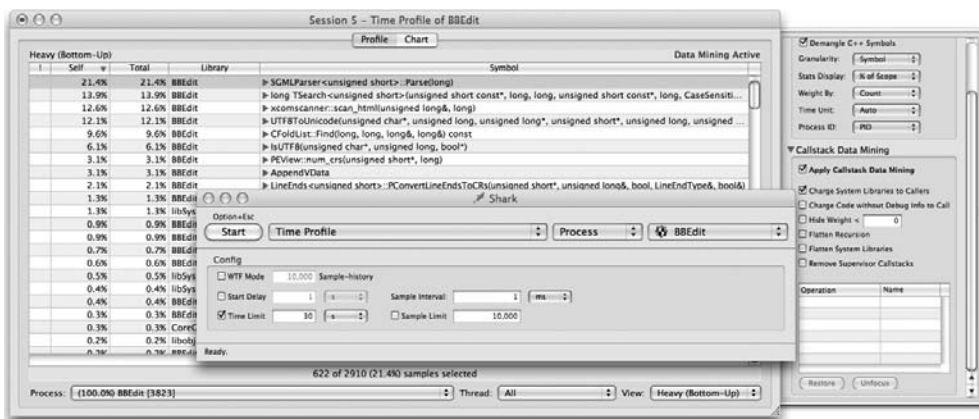 Session 5 - Time Profile of BBEdit
Profile Chart
Heavy (Bottom-Up) Data Mining Active
! Self Total Library Symbol
21.4% 21.4% BBEdit SGMLParser<unsigned short>::Parse(long)
13.9% 13.9% BBEdit long TSearch<unsigned short>(unsigned short const*, long, long, unsigned short const*, long, CaseSensiti...
12.6% 12.6% BBEdit xcomscanner::scan_html(unsigned long&, long)
12.1% 12.1% BBEdit UTF8ToUnicode(unsigned char*, unsigned long, unsigned long*, unsigned short*, unsigned long, unsigned ...
9.6% 9.6% BBEdit CFoldList::Find(long, long, long&, long&) const
6.1% 6.1% BBEdit IsUTF8(unsigned char*, unsigned long, bool*)
3.1% 3.1% BBEdit PEView::num_crs(unsigned short*, long)
3.1% 3.1% BBEdit AppendVData
2.1% 2.1% BBEdit LineEnds<unsigned short>::PConvertLineEndsToCRs(unsigned short*, unsigned long&, bool, LineEndType&, bool&)
1.3% 1.3% BBEdit
1.3% 1.3% libSys
0.9% 0.9% BBEdit
0.9% 0.9% BBEdit
0.7% 0.7% BBEdit
0.6% 0.6% BBEdit
0.5% 0.5% libSys
0.4% 0.4% libSys
0.4% 0.4% BBEdit
0.3% 0.3% BBEdit
0.3% 0.3% CoreC
0.2% 0.2% libobj
622 of 2910 (21.4%) samples selected
Process: (100.0%) BBEdit [3823] Thread: All View: Heavy (Bottom-Up)
Shark
Option+Esc
Start Time Profile Process BBEdit
Config
WTF Mode 10,000 Sample-history
Start Delay 1 s Sample Interval 1 ms
Time Limit 30 s Sample Limit 10,000
Ready.
Demangle C++ Symbols
Granularity: Symbol
Stats Display: % of Scope
Weight By: Count
Time Unit: Auto
Process ID: PID
Callstack Data Mining
Apply Callstack Data Mining
Charge System Libraries to Callers
Charge Code without Debug Info to Call
Hide Weight < 0
Flatten Recursion
Flatten System Libraries
Remove Supervisor Callstacks
Operation Name
Restore Unfocus